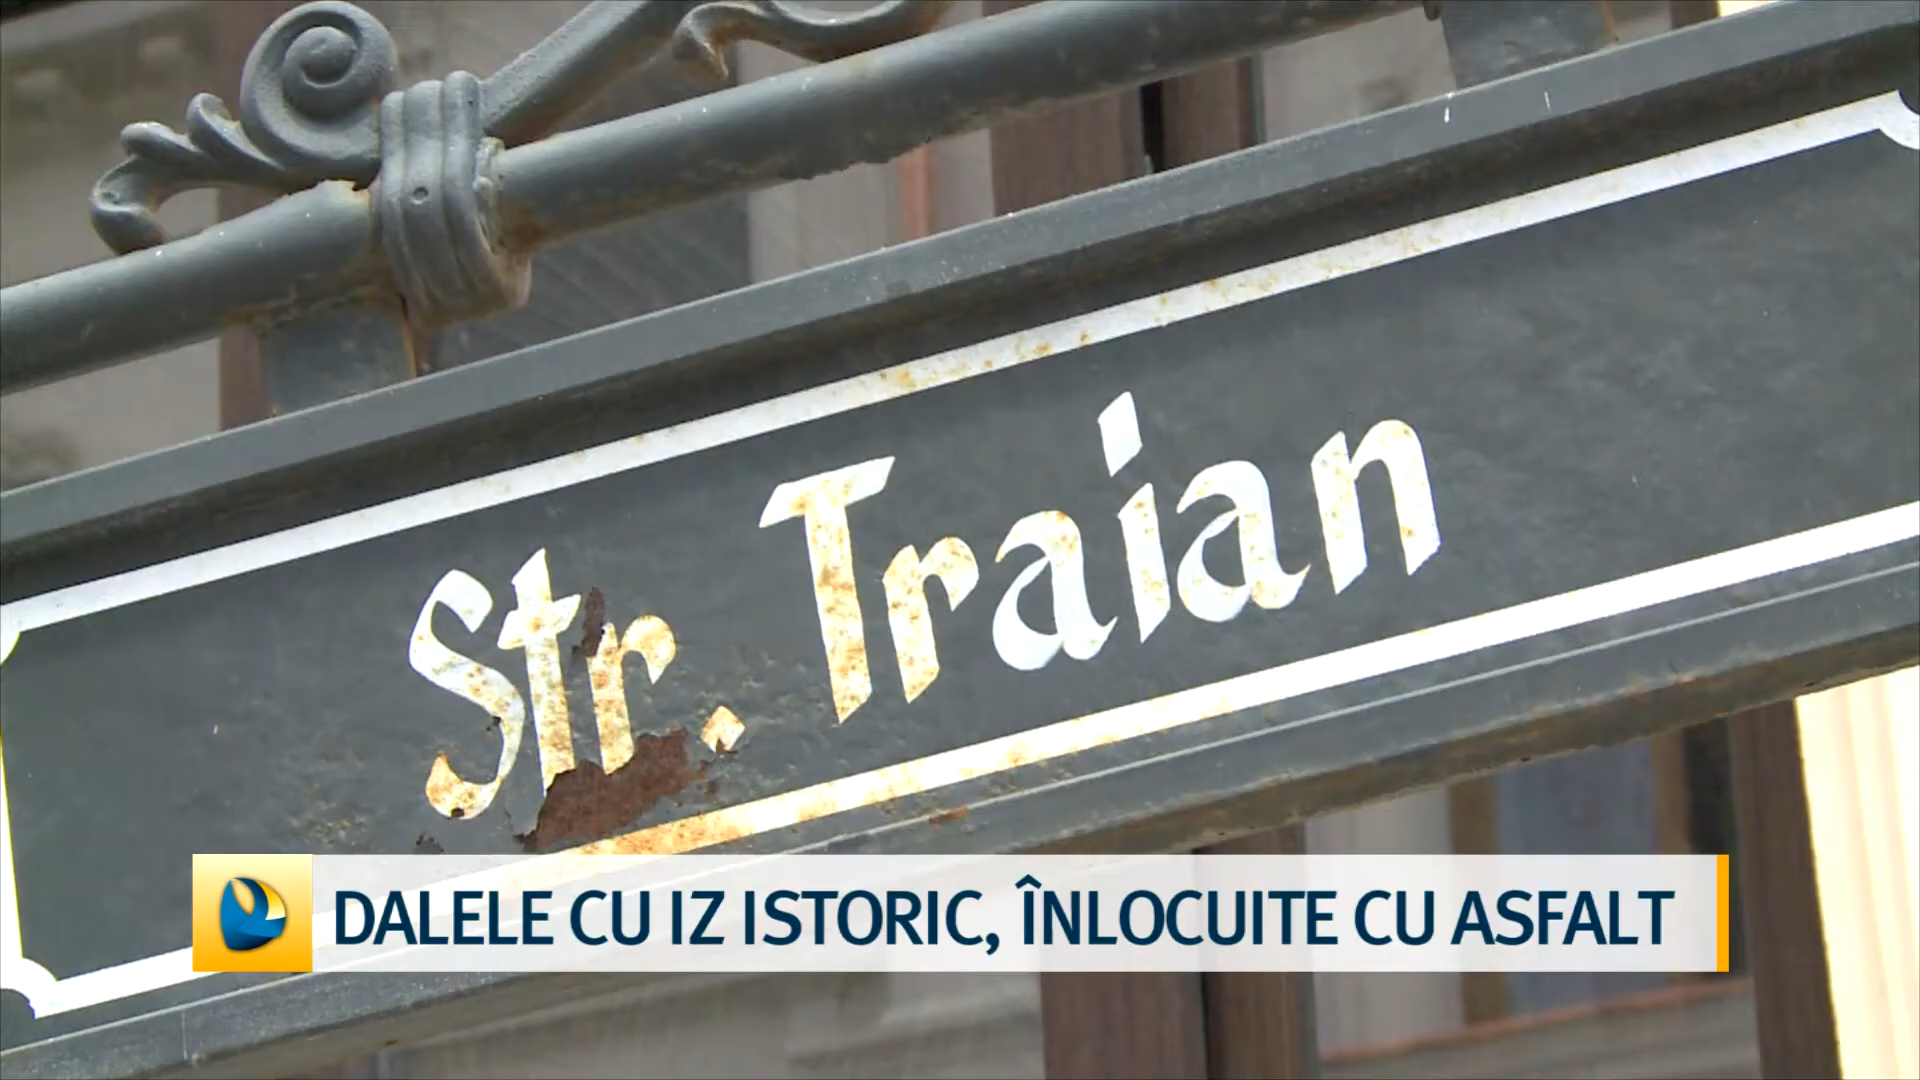 Str. Traian
DALELE CU IZ ISTORIC, ÎNLOCUITE CU ASFALT